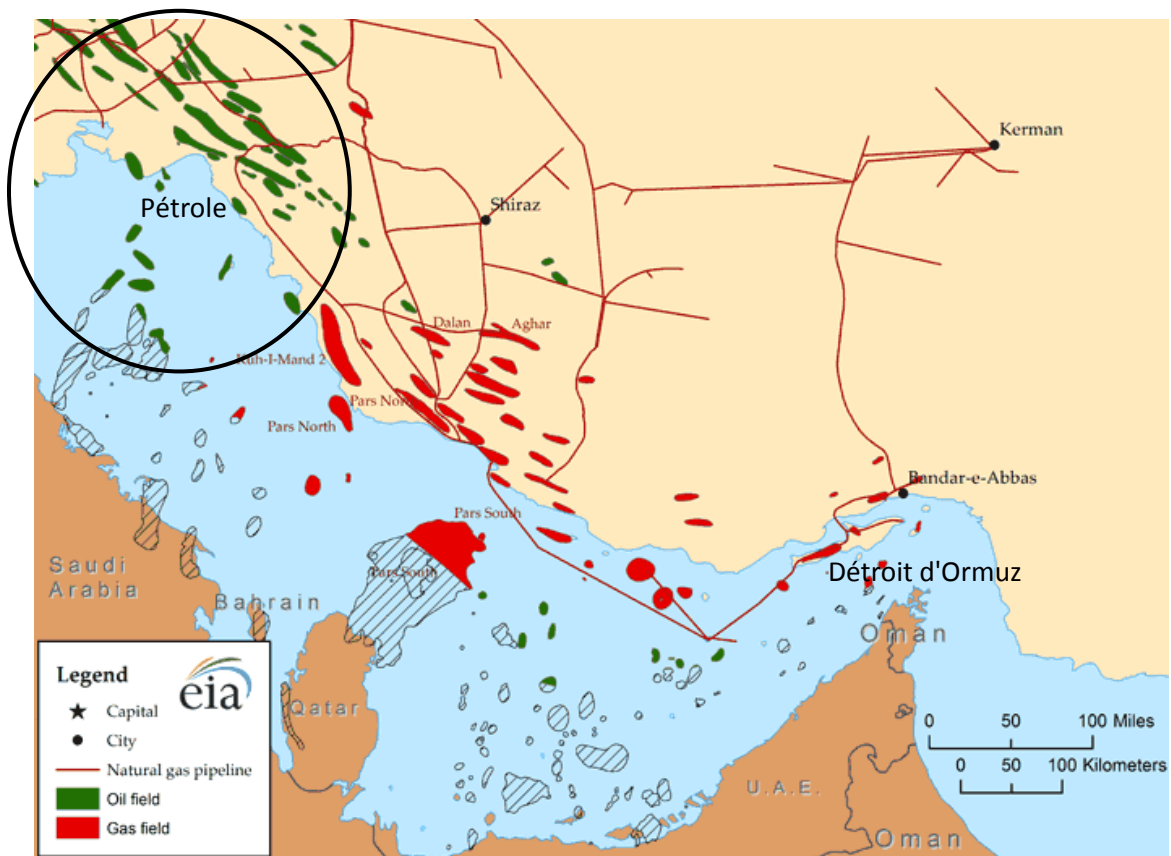 Kerman
Pétrole
Shiraz
Dalan
Aghar
Kuh-I-Mand 2
Pars North
Pars North
Bandar-e-Abbas
Pars South
Détroit d'Ormuz
Pars South
Saudi
Arabia
Bahrain
Oman
Qatar
U.A.E.
Oman
Legend
eia
Capital
City
Natural gas pipeline
Oil field
Gas field
0 50 100 Miles
0 50 100 Kilometers